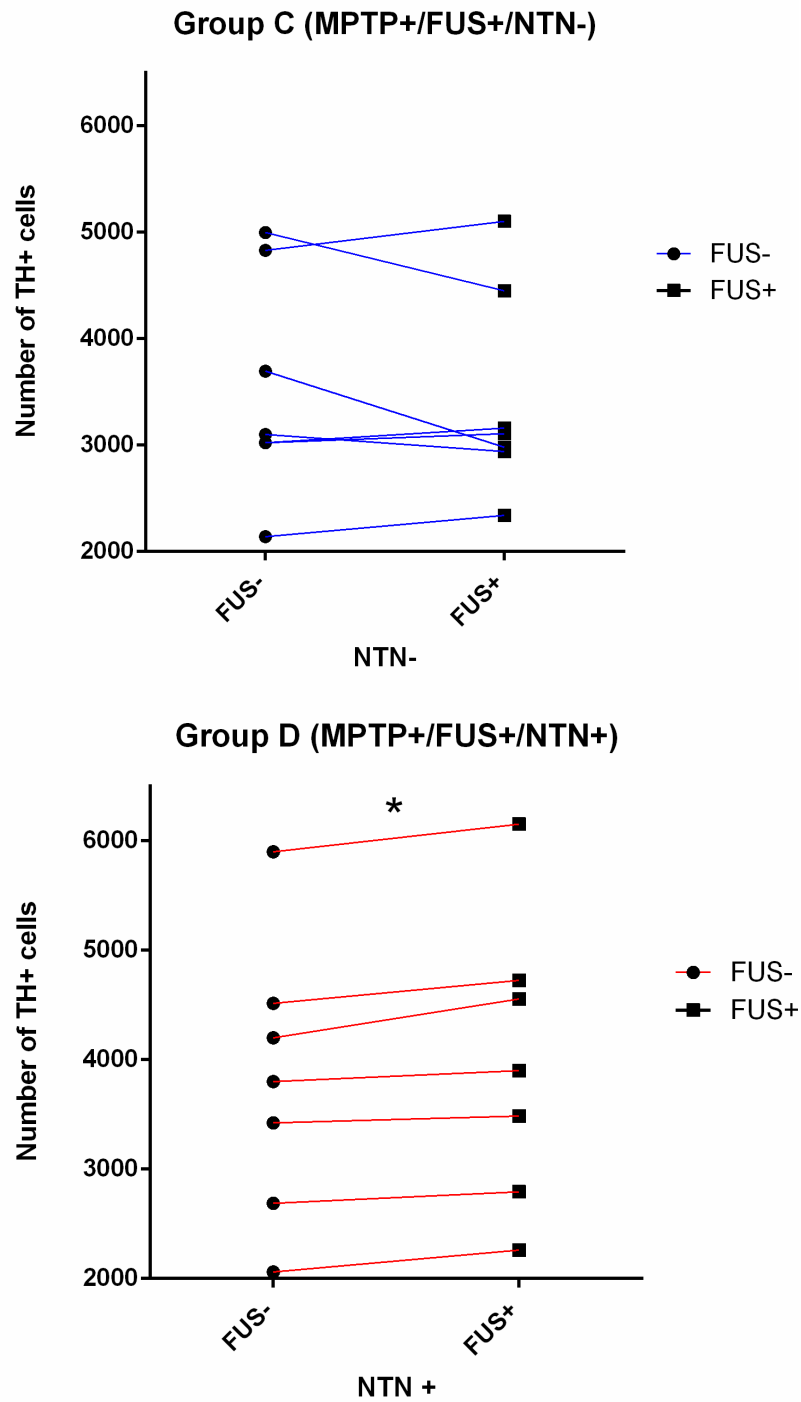 Group C (MPTP+/FUS+/NTN-)
6000
5000
4000
3000
2000
Number of TH+ cells
FUS-
FUS+
FUS-
FUS+
NTN-
Group D (MPTP+/FUS+/NTN+)
*
6000
5000
4000
3000
2000
Number of TH+ cells
FUS-
FUS+
FUS-
FUS+
NTN +